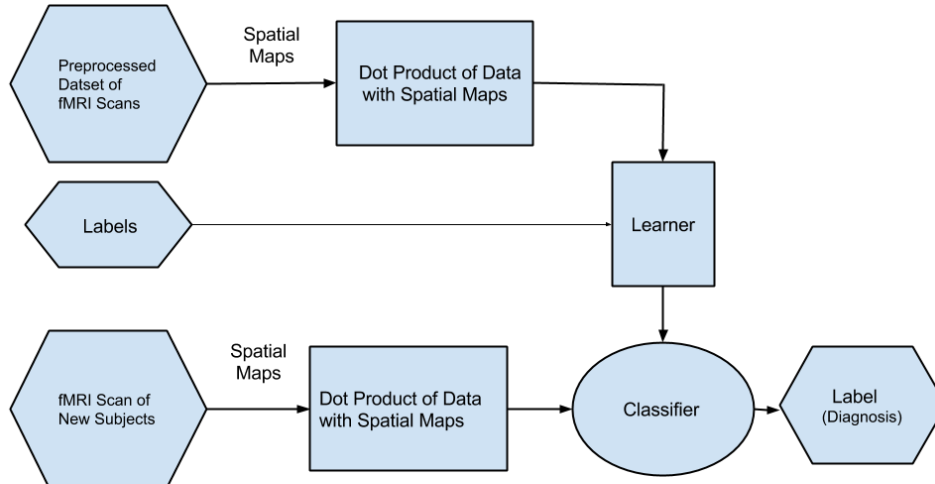 Preprocessed
Datset of
fMRI Scans
Spatial
Maps
Dot Product of Data
with Spatial Maps
Labels
Learner
fMRI Scan of
New Subjects
Spatial
Maps
Dot Product of Data
with Spatial Maps
Classifier
Label
(Diagnosis)